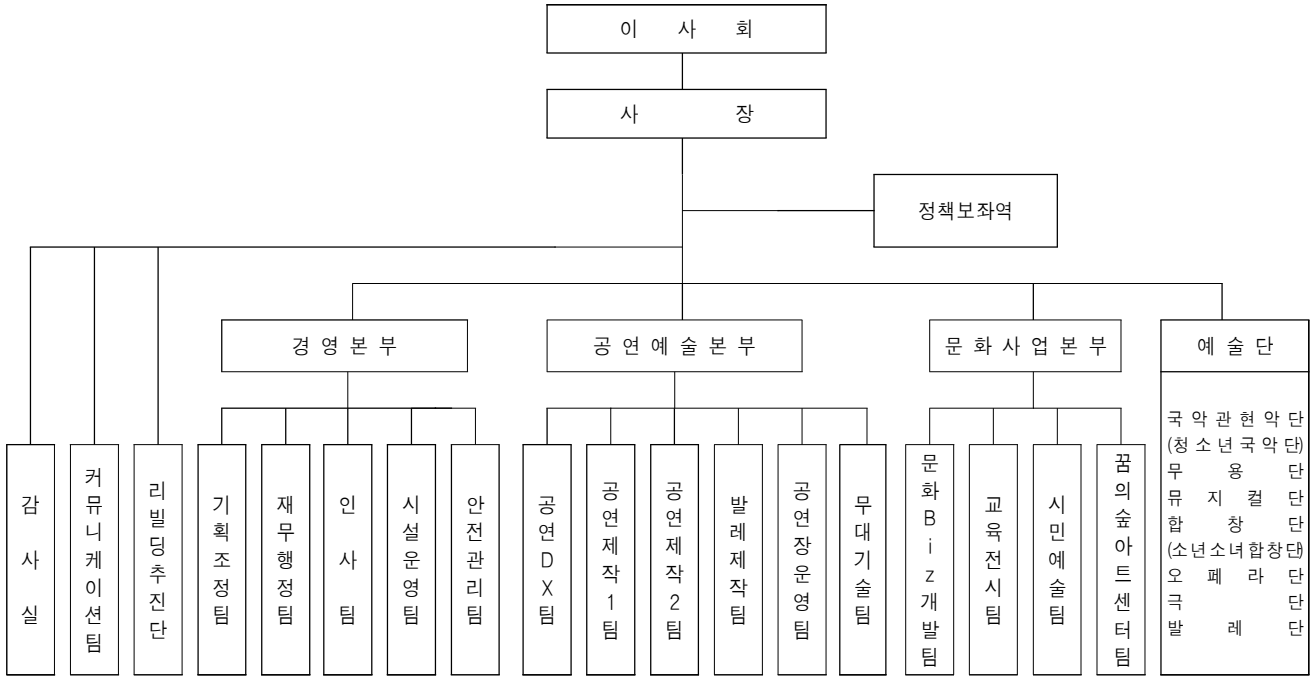 이 사 회
사 장
정책보좌역
경 영 본 부
공 연 예 술 본 부
문 화 사 업 본 부
예 술 단
감 사 실
커뮤니케이션팀
리빌딩추진단
기획조정팀
재무행정팀
인 사 팀
시설운영팀
안전관리팀
공연DX팀
공연제작1팀
공연제작2팀
발레제작팀
공연장운영팀
무대기술팀
문화Biz개발팀
교육전시팀
시민예술팀
꿈의숲아트센터팀
국 악 관 현 악 단
(청 소 년 국 악 단)
무 용 단
뮤 지 컬 단
합 창 단
(소년소녀합창단)
오 페 라 단
극 단
발 레 단